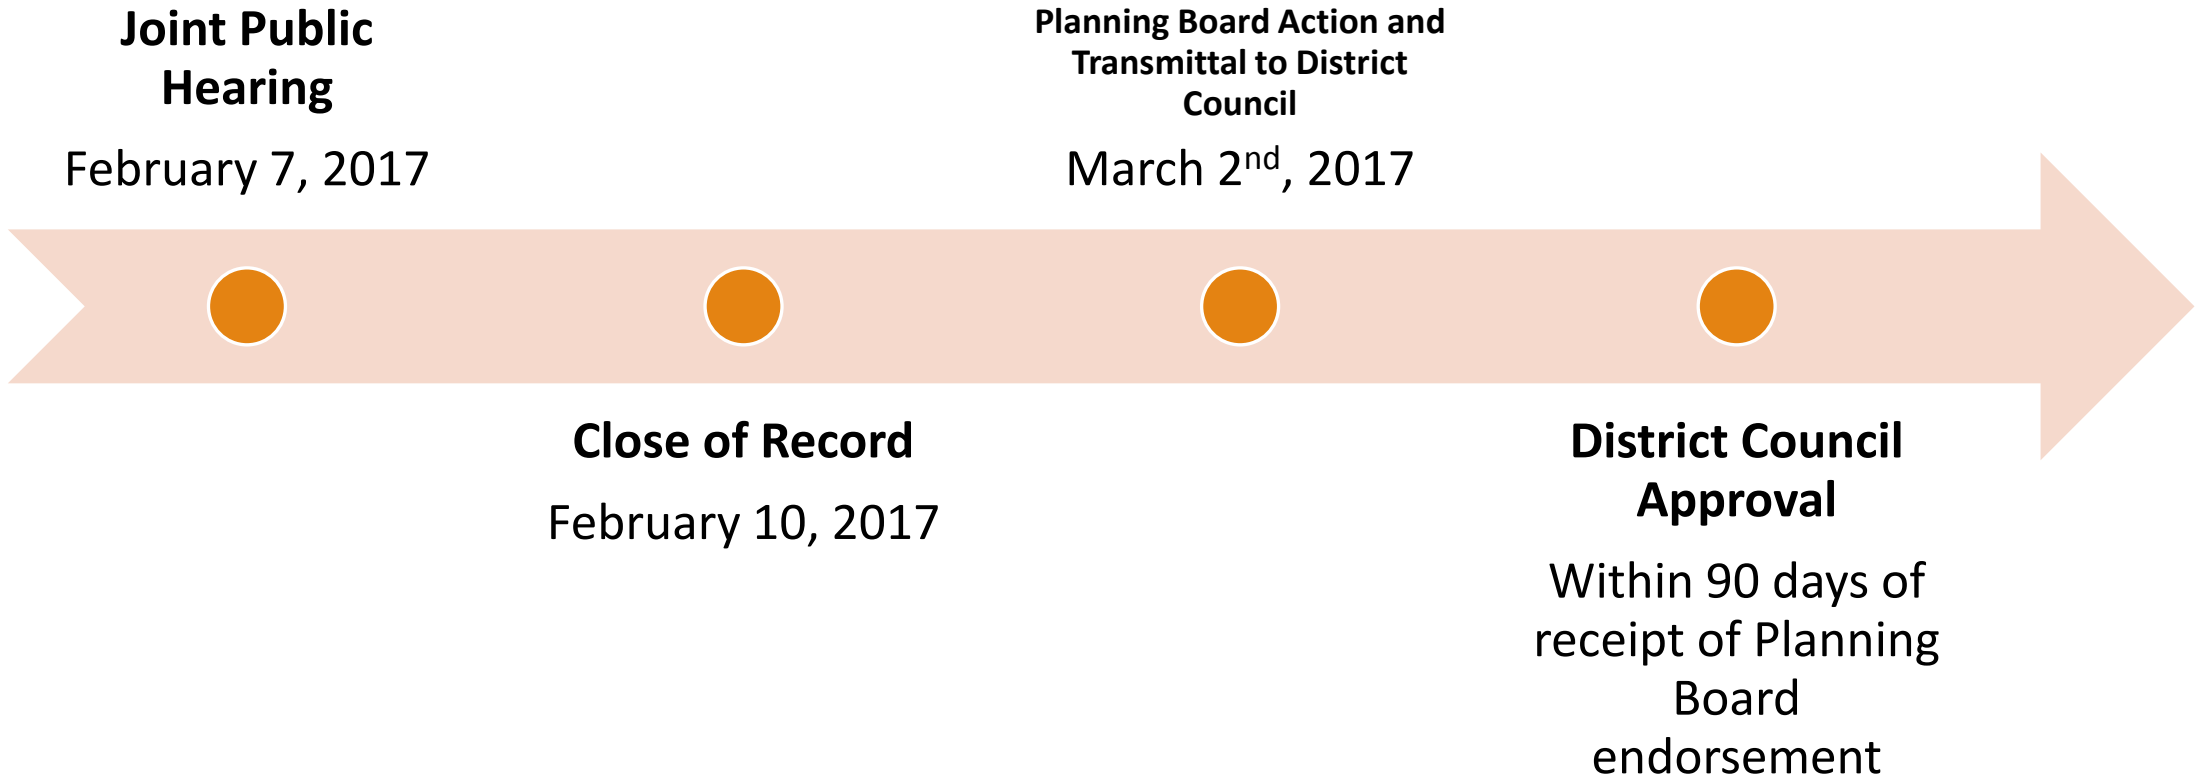 Joint Public
Hearing
February 7, 2017
Close of Record
February 10, 2017
Planning Board Action and
Transmittal to District
Council
March 2nd, 2017
District Council
Approval
Within 90 days of
receipt of Planning
Board
endorsement